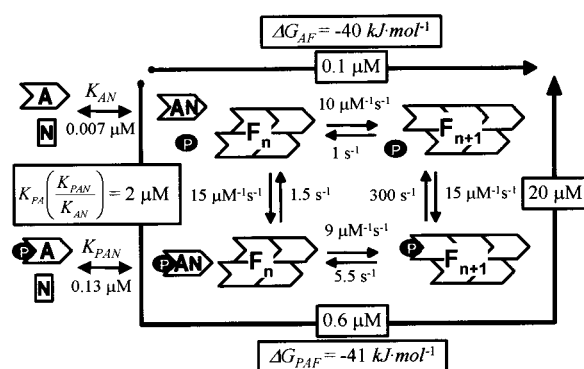 ΔG_AF = -40 kJ·mol⁻¹
0.1 μM
A
K_AN
N
0.007 μM
AN
P
F_n
10 μM⁻¹s⁻¹
1 s⁻¹
P
F_n+1
K_PA(K_PAN/K_AN) = 2 μM
15 μM⁻¹s⁻¹
1.5 s⁻¹
300 s⁻¹
15 μM⁻¹s⁻¹
20 μM
P A
K_PAN
N
0.13 μM
P AN
F_n
9 μM⁻¹s⁻¹
5.5 s⁻¹
P
F_n+1
0.6 μM
ΔG_PAF = -41 kJ·mol⁻¹